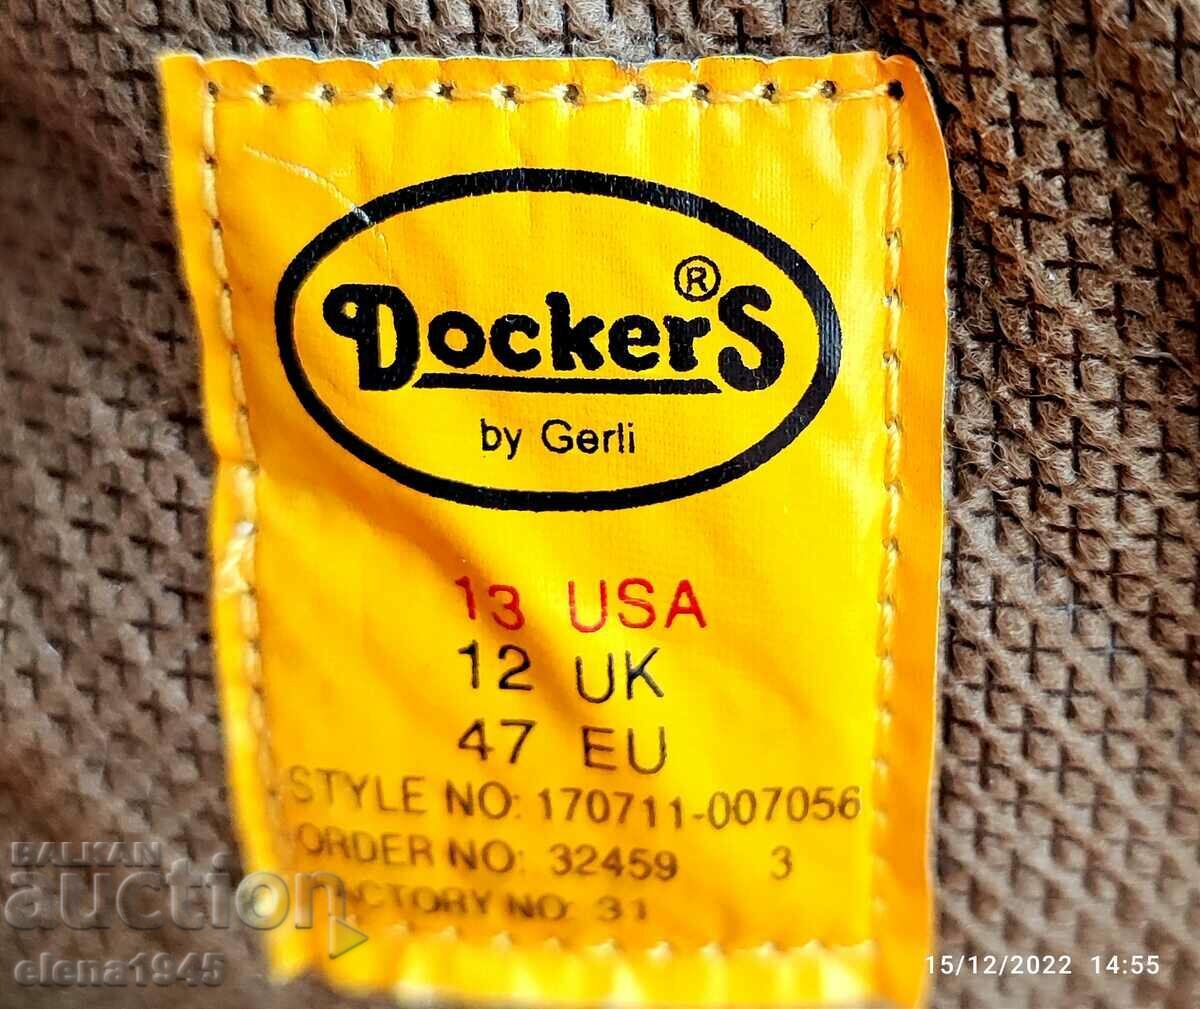 DockerS®
by Gerli
13 USA
12 UK
47 EU
STYLE NO: 170711-007056
ORDER NO: 32459 3
FACTORY NO: 31
BALKAN
auction
elena1945
15/12/2022 14:55